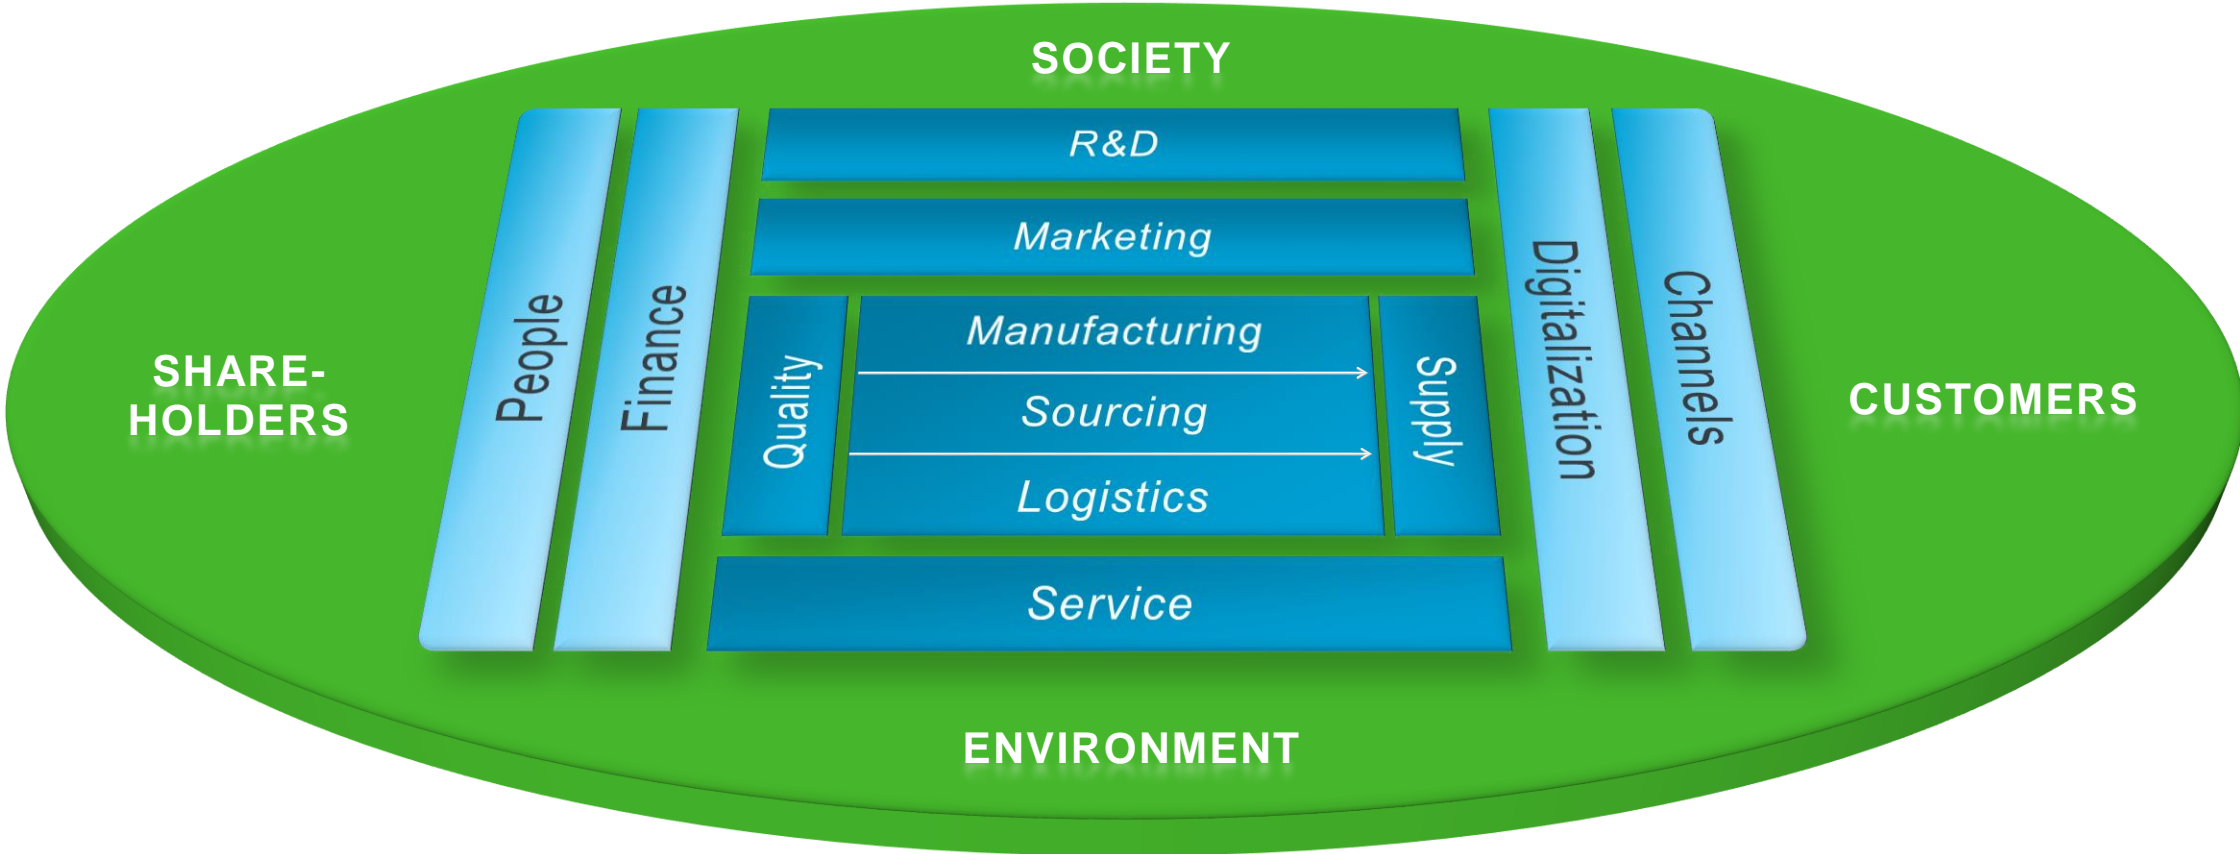 SOCIETY
R&D
Marketing
People
Finance
Quality
Manufacturing
Sourcing
Logistics
Supply
Digitalization
Channels
SHARE-
HOLDERS
CUSTOMERS
Service
ENVIRONMENT